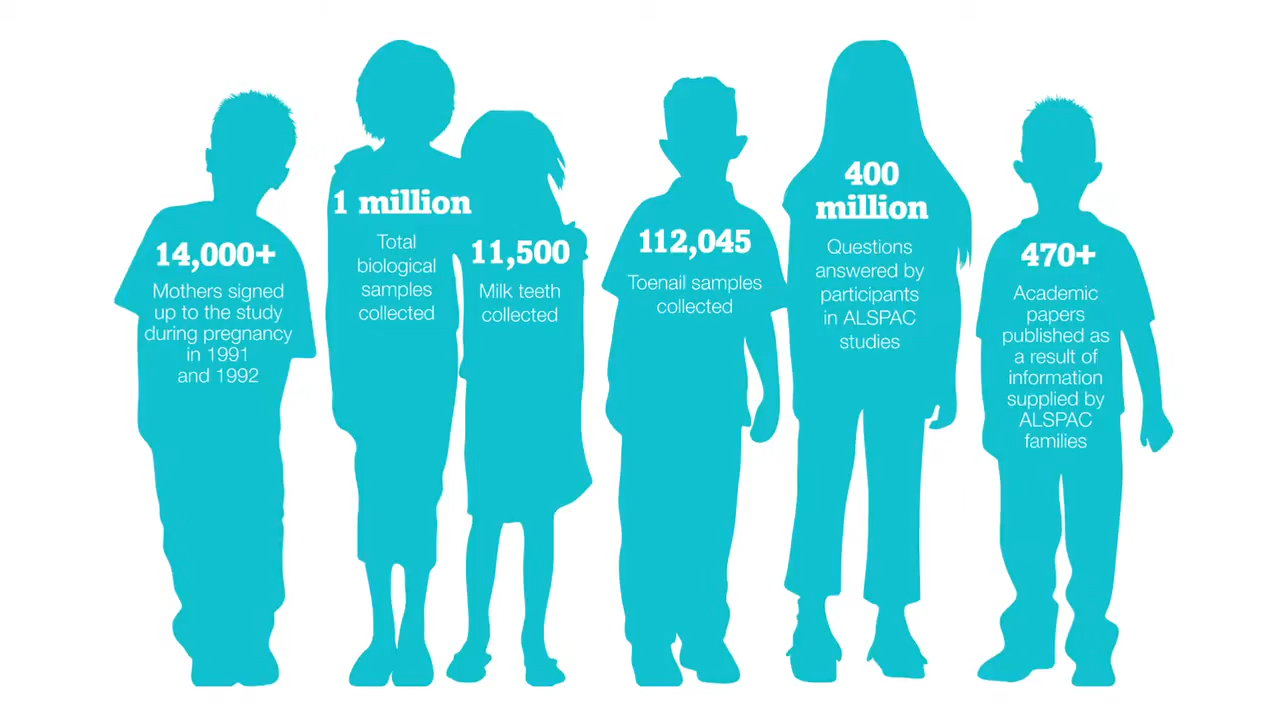 14,000+
Mothers signed
up to the study
during pregnancy
in 1991
and 1992
1 million
Total
biological
samples
collected
11,500
Milk teeth
collected
112,045
Toenail samples
collected
400
million
Questions
answered by
participants
in ALSPAC
studies
470+
Academic
papers
published as
a result of
information
supplied by
ALSPAC
families